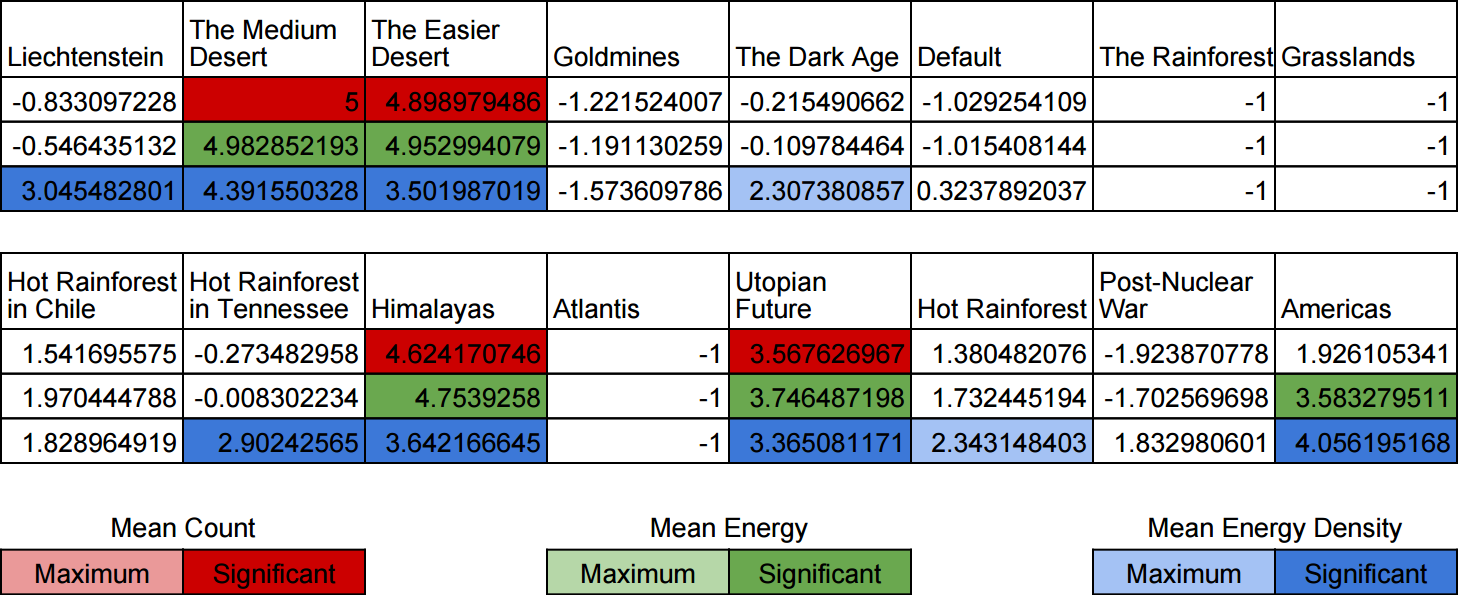 Liechtenstein The Medium Desert The Easier Desert Goldmines The Dark Age Default The Rainforest Grasslands
-0.833097228 5 4.898979486 -1.221524007 -0.215490662 -1.029254109 -1 -1
-0.546435132 4.982852193 4.952994079 -1.191130259 -0.109784464 -1.015408144 -1 -1
3.045482801 4.391550328 3.501987019 -1.573609786 2.307380857 0.3237892037 -1 -1
Hot Rainforest in Chile Hot Rainforest in Tennessee Himalayas Atlantis Utopian Future Hot Rainforest Post-Nuclear War Americas
1.541695575 -0.273482958 4.624170746 -1 3.567626967 1.380482076 -1.923870778 1.926105341
1.970444788 -0.008302234 4.7539258 -1 3.746487198 1.732445194 -1.702569698 3.583279511
1.828964919 2.90242565 3.642166645 -1 3.365081171 2.343148403 1.832980601 4.056195168
Mean Count Mean Energy Mean Energy Density
Maximum Significant Maximum Significant Maximum Significant